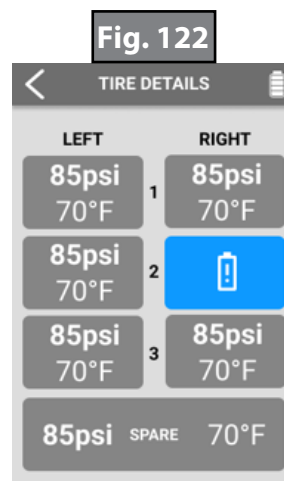 Fig. 122
TIRE DETAILS
LEFT RIGHT
85psi 1 85psi
70°F 70°F
85psi 2 !
70°F
85psi 3 85psi
70°F 70°F
85psi SPARE 70°F